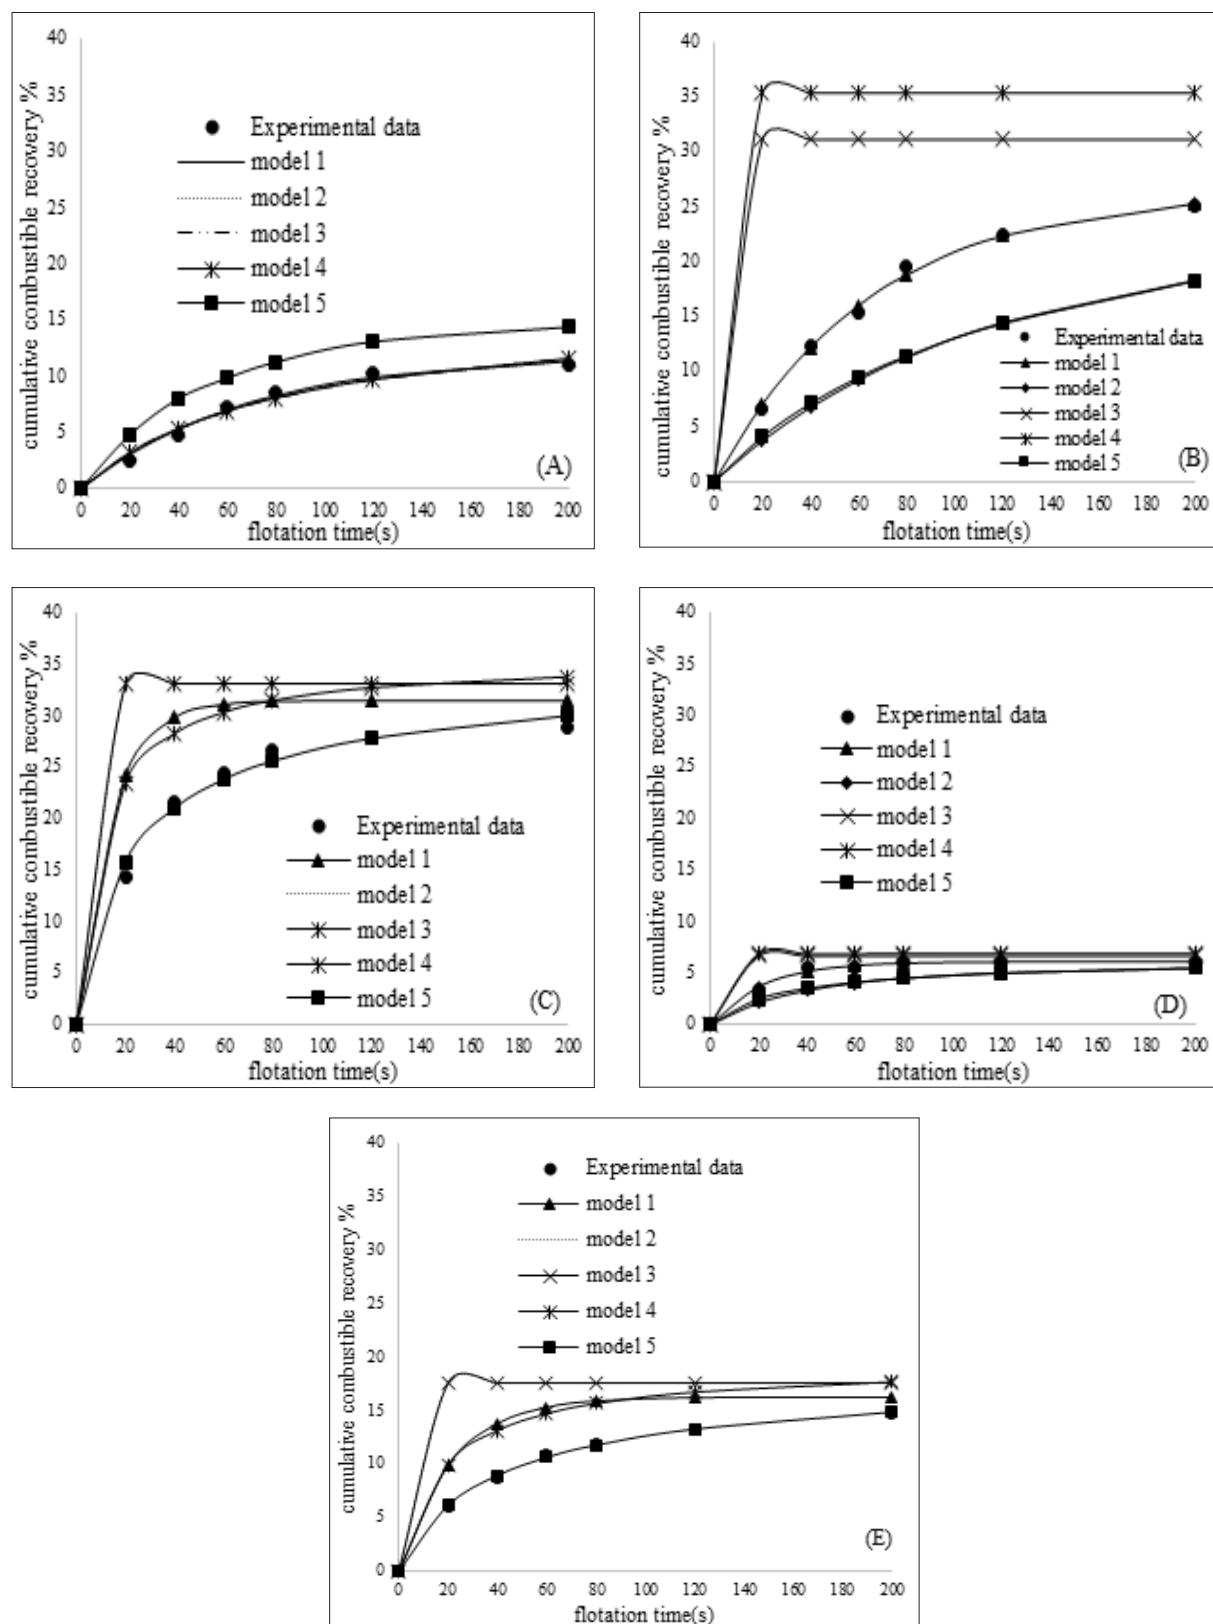 cumulative combustible recovery %
40
35
30
25
20
15
10
5
0
Experimental data
model 1
model 2
model 3
model 4
model 5
(A)
0 20 40 60 80 100 120 140 160 180 200
flotation time(s)
cumulative combustible recovery %
40
35
30
25
20
15
10
5
0
Experimental data
model 1
model 2
model 3
model 4
model 5
(B)
0 20 40 60 80 100 120 140 160 180 200
flotation time(s)
cumulative combustible recovery %
40
35
30
25
20
15
10
5
0
Experimental data
model 1
model 2
model 3
model 4
model 5
(C)
0 20 40 60 80 100 120 140 160 180 200
flotation time(s)
cumulative combustible recovery %
40
35
30
25
20
15
10
5
0
Experimental data
model 1
model 2
model 3
model 4
model 5
(D)
0 20 40 60 80 100 120 140 160 180 200
flotation time(s)
cumulative combustible recovery %
40
35
30
25
20
15
10
5
0
Experimental data
model 1
model 2
model 3
model 4
model 5
(E)
0 20 40 60 80 100 120 140 160 180 200
flotation time(s)